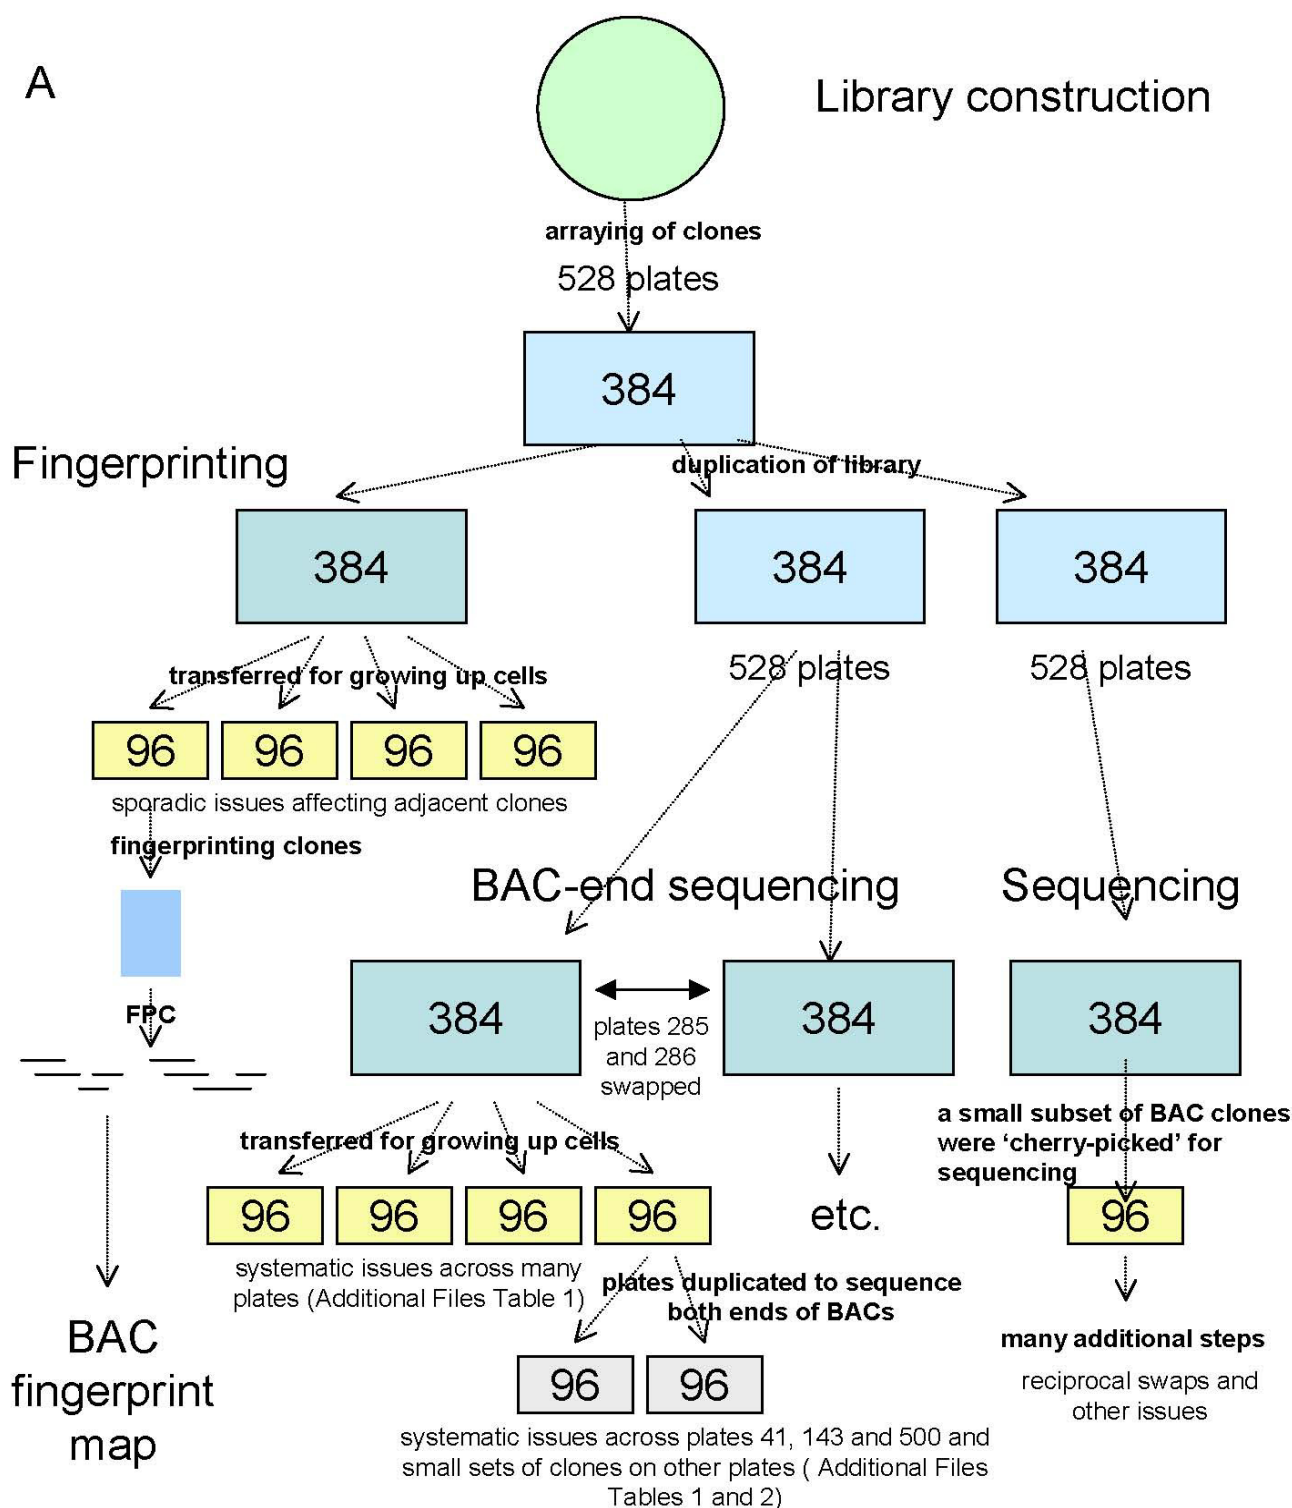 A
Library construction
arraying of clones
528 plates
384
Fingerprinting
duplication of library
384
384
384
528 plates
528 plates
transferred for growing up cells
96
96
96
96
sporadic issues affecting adjacent clones
fingerprinting clones
BAC-end sequencing
Sequencing
FPC
384
plates 285
and 286
swapped
384
384
transferred for growing up cells
a small subset of BAC clones
were ‘cherry-picked’ for
sequencing
96
96
96
96
etc.
96
systematic issues across many
plates (Additional Files Table 1)
plates duplicated to sequence
both ends of BACs
BAC
fingerprint
map
96
96
many additional steps
reciprocal swaps and
other issues
systematic issues across plates 41, 143 and 500 and
small sets of clones on other plates ( Additional Files
Tables 1 and 2)